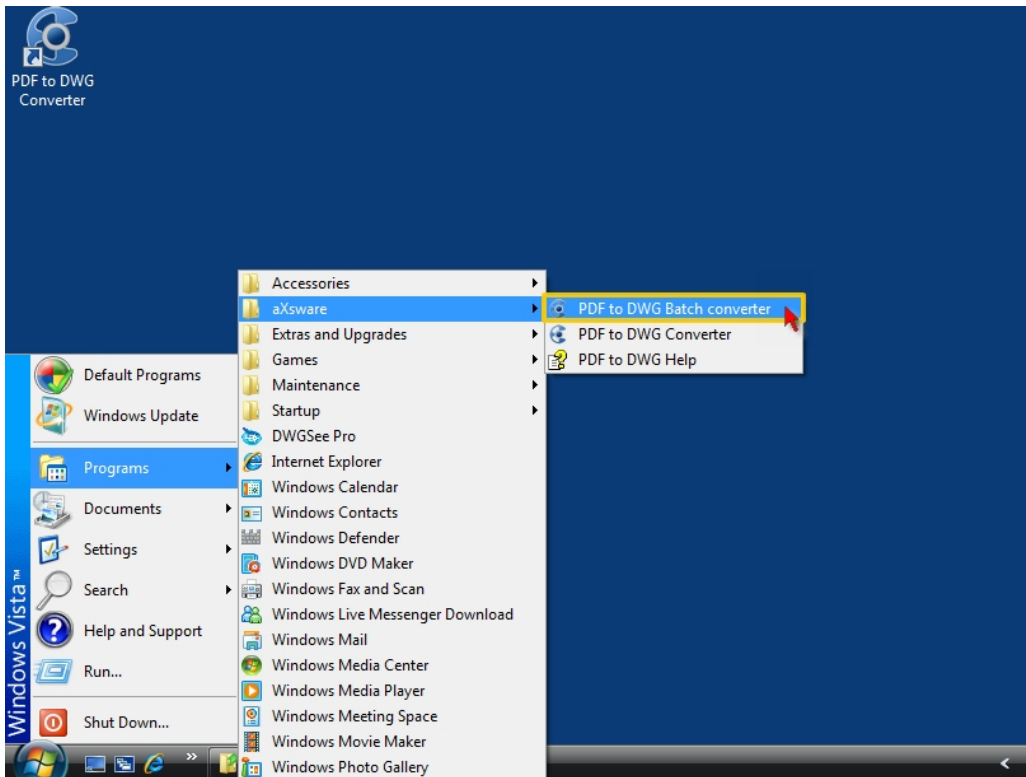 PDF to DWG
Converter
Accessories
aXsware
Extras and Upgrades
Games
Maintenance
Startup
DWGSee Pro
Internet Explorer
Windows Calendar
Windows Contacts
Windows Defender
Windows DVD Maker
Windows Fax and Scan
Windows Live Messenger Download
Windows Mail
Windows Media Center
Windows Media Player
Windows Meeting Space
Windows Movie Maker
Windows Photo Gallery
PDF to DWG Batch converter
PDF to DWG Converter
PDF to DWG Help
Default Programs
Windows Update
Programs
Documents
Settings
Search
Help and Support
Run...
Shut Down...
Windows Vista™